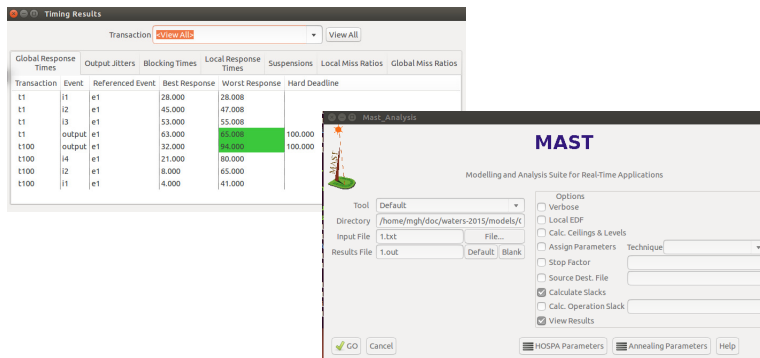 Timing Results
Transaction <View All> View All
Global Response Times Output Jitters Blocking Times Local Response Times Suspensions Local Miss Ratios Global Miss Ratios
Transaction Event Referenced Event Best Response Worst Response Hard Deadline
t1 i1 e1 28.000 28.008
t1 i2 e1 45.000 47.008
t1 i3 e1 53.000 55.008
t1 output e1 63.000 65.008 100.000
t100 output e1 32.000 94.000 100.000
t100 i4 e1 21.000 80.000
t100 i2 e1 8.000 65.000
t100 i1 e1 4.000 41.000
Mast_Analysis
MAST
MAST
Modelling and Analysis Suite for Real-Time Applications
Tool Default
Directory /home/mgh/doc/waters-2015/models/
Input File 1.txt File...
Results File 1.out Default Blank
Options
Verbose
Local EDF
Calc. Ceilings & Levels
Assign Parameters Technique
Stop Factor
Source Dest. File
Calculate Slacks
Calc. Operation Slack
View Results
GO Cancel HOSPA Parameters Annealing Parameters Help